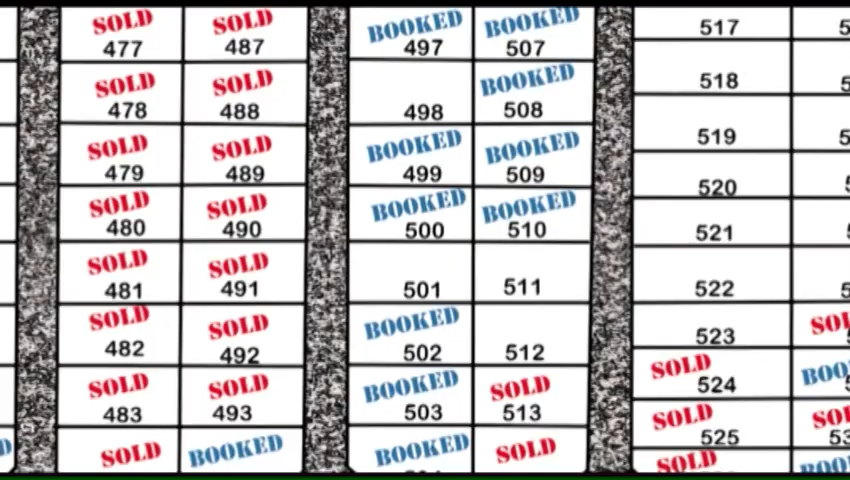 SOLD SOLD BOOKED BOOKED
477 487 497 507 517
SOLD SOLD BOOKED
478 488 498 508 518
SOLD SOLD BOOKED BOOKED
479 489 499 509 519
SOLD SOLD BOOKED BOOKED
480 490 500 510 520
SOLD SOLD
481 491 501 511 521
522
SOLD SOLD BOOKED
482 492 502 512 523
SOLD SOLD BOOKED SOLD SOLD
483 493 503 513 524
SOLD
525
SOLD BOOKED BOOKED SOLD SOLD